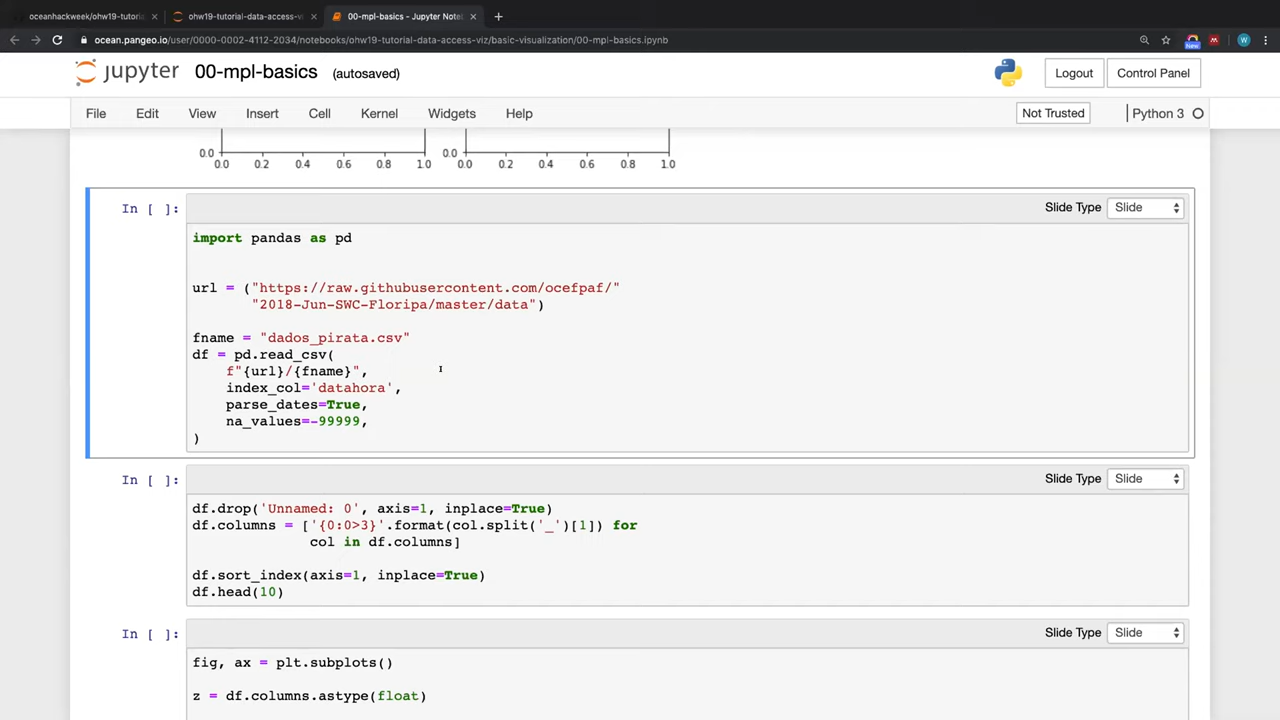 oceanhackweek/ohw19-tutoria
ohw19-tutorial-data-access-vi
00-mpl-basics - Jupyter Note
ocean.pangeo.io/user/0000-0002-4112-2034/notebooks/ohw19-tutorial-data-access-viz/basic-visualization/00-mpl-basics.ipynb
New
W
jupyter 00-mpl-basics (autosaved)
Logout Control Panel
File Edit View Insert Cell Kernel Widgets Help Not Trusted Python 3
0.0 0.0
0.0 0.2 0.4 0.6 0.8 1.0 0.0 0.2 0.4 0.6 0.8 1.0
In [ ]: Slide Type Slide
import pandas as pd
url = ("https://raw.githubusercontent.com/ocefpaf/"
"2018-Jun-SWC-Floripa/master/data")
fname = "dados_pirata.csv"
df = pd.read_csv(
f"{url}/{fname}",
index_col='datahora',
parse_dates=True,
na_values=-99999,
)
In [ ]: Slide Type Slide
df.drop('Unnamed: 0', axis=1, inplace=True)
df.columns = ['{0:0>3}'.format(col.split('_')[1]) for
col in df.columns]
df.sort_index(axis=1, inplace=True)
df.head(10)
In [ ]: Slide Type Slide
fig, ax = plt.subplots()
z = df.columns.astype(float)